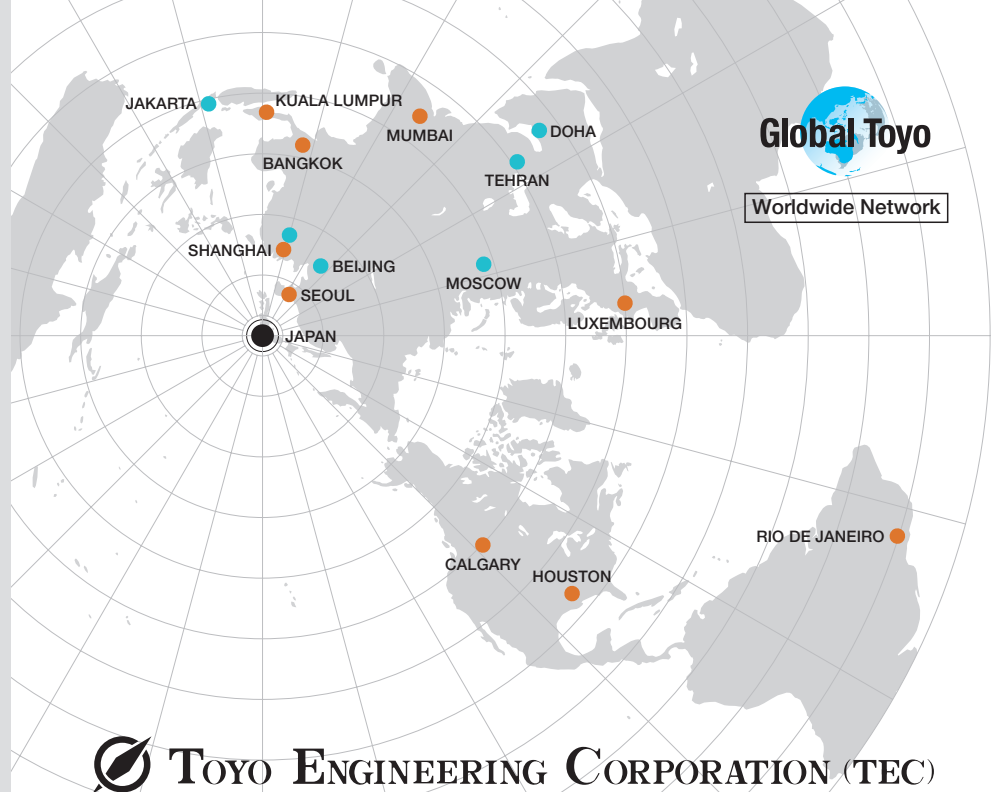 JAKARTA
KUALA LUMPUR
MUMBAI
DOHA
BANGKOK
TEHRAN
Global Toyo
Worldwide Network
SHANGHAI
BEIJING
MOSCOW
SEOUL
LUXEMBOURG
JAPAN
RIO DE JANEIRO
CALGARY
HOUSTON
TOYO ENGINEERING CORPORATION (TEC)